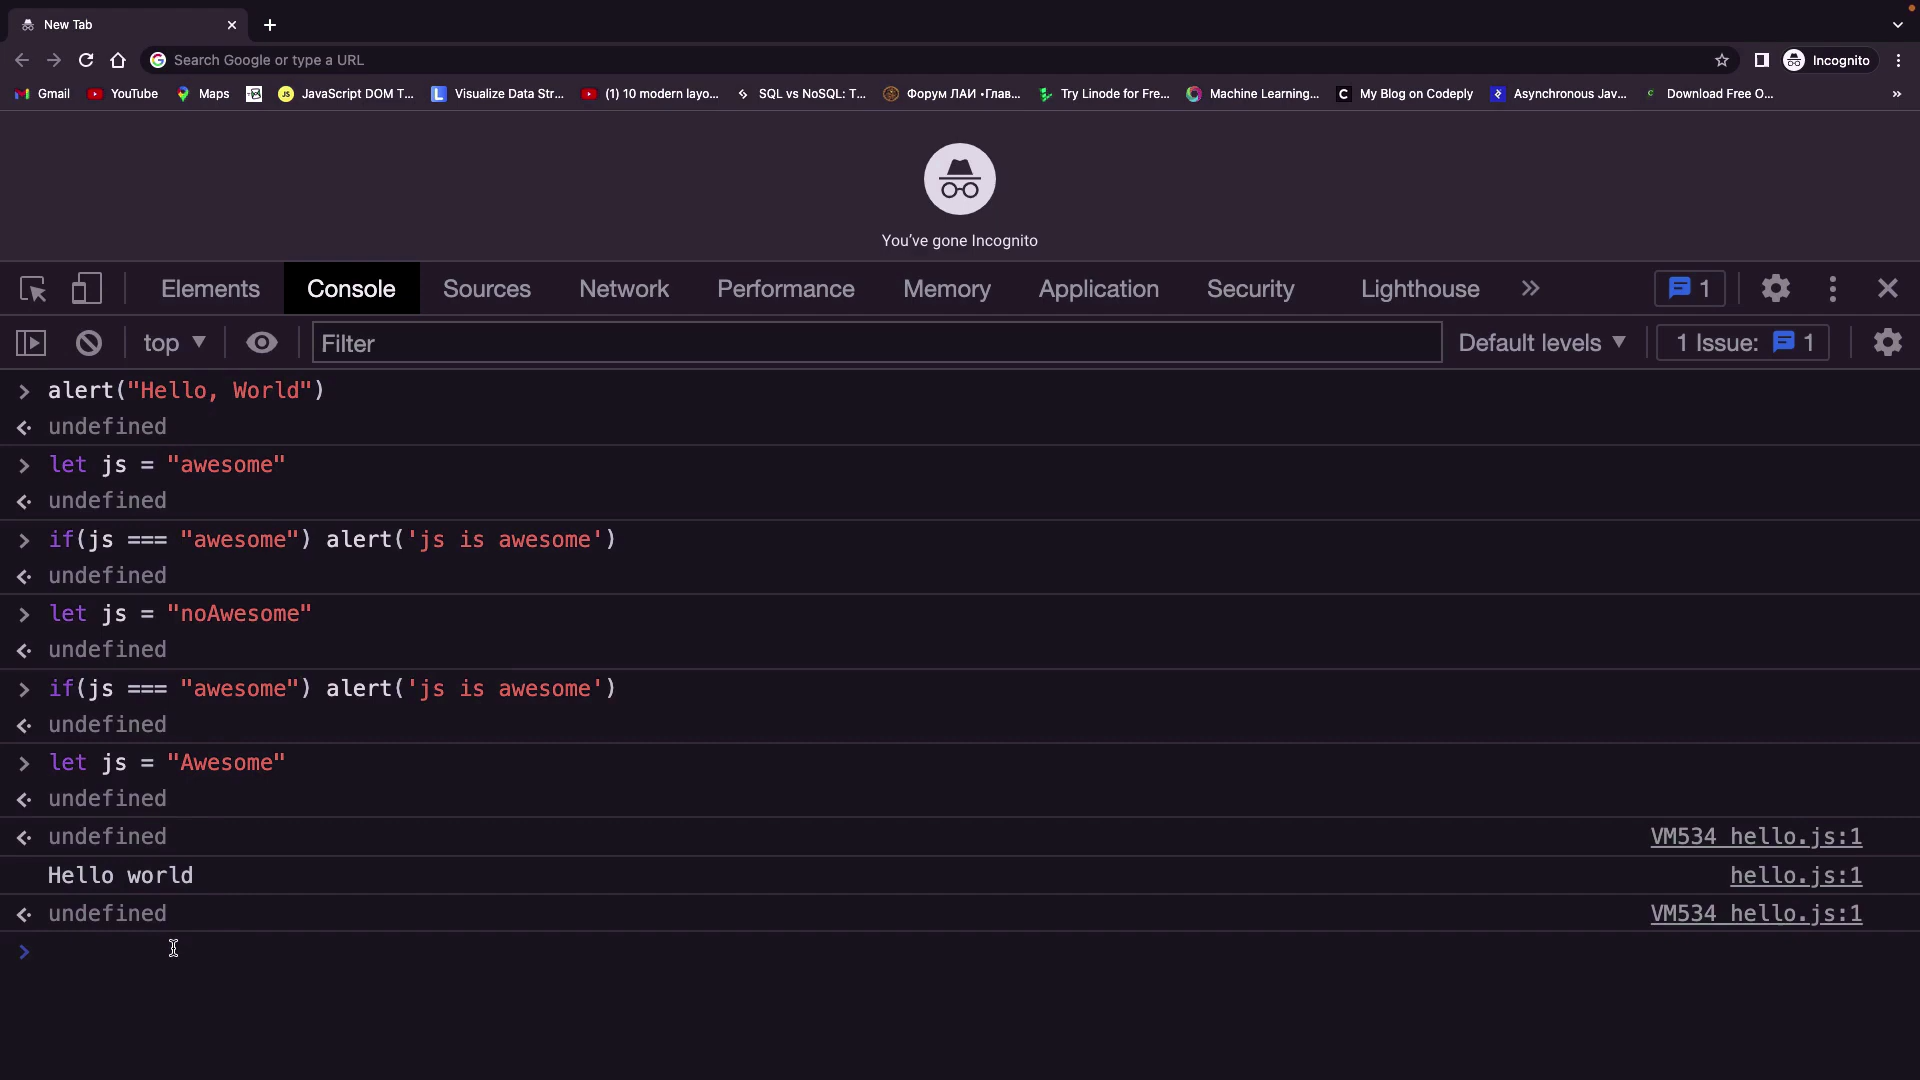 New Tab
Search Google or type a URL
Incognito
Gmail YouTube Maps JavaScript DOM T... Visualize Data Str... (1) 10 modern layo... SQL vs NoSQL: T... Форум ЛАИ •Глав... Try Linode for Fre... Machine Learning... My Blog on Codeply Asynchronous Jav... Download Free O... »
You've gone Incognito
Elements Console Sources Network Performance Memory Application Security Lighthouse » 1
top ▼ Filter Default levels ▼ 1 Issue: 1
> alert("Hello, World")
undefined
> let js = "awesome"
undefined
> if(js === "awesome") alert('js is awesome')
undefined
> let js = "noAwesome"
undefined
> if(js === "awesome") alert('js is awesome')
undefined
> let js = "Awesome"
undefined
undefined VM534 hello.js:1
Hello world hello.js:1
undefined VM534 hello.js:1
>